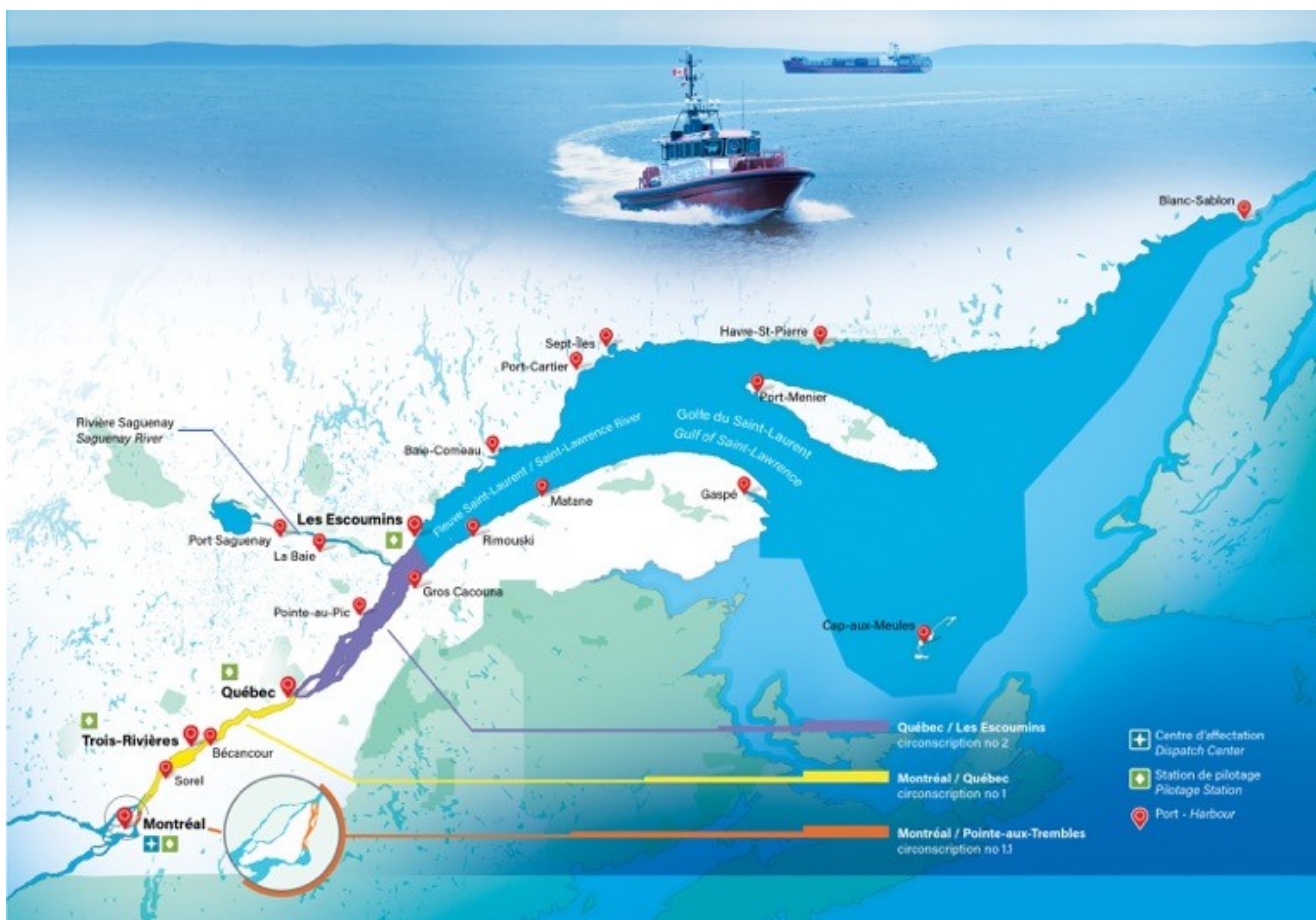 Blanc-Sablon
Havre-St-Pierre
Sept-Îles
Port-Cartier
Port-Menier
Rivière Saguenay
Saguenay River
Golfe du Saint-Laurent
Gulf of Saint-Lawrence
Fleuve Saint-Laurent / Saint-Lawrence River
Baie-Comeau
Matane
Gaspé
Les Escoumins
Port Saguenay
La Baie
Rimouski
Gros Cacouna
Pointe-au-Pic
Cap-aux-Meules
Québec
Trois-Rivières
Bécancour
Sorel
Montréal
Québec / Les Escoumins
circonscription no 2
Montréal / Québec
circonscription no 1
Montréal / Pointe-aux-Trembles
circonscription no 1.1
Centre d'affectation
Dispatch Center
Station de pilotage
Pilotage Station
Port - Harbour